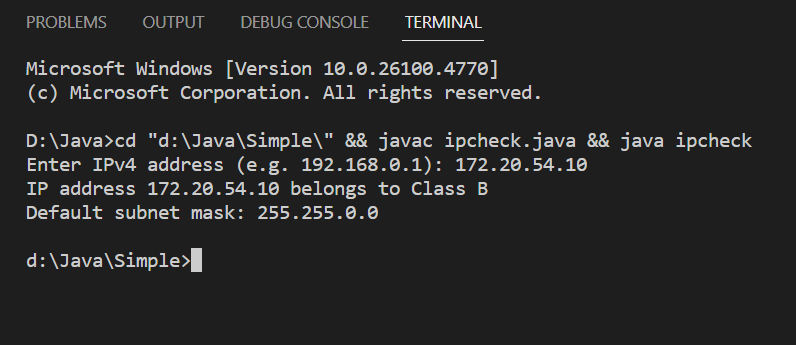 PROBLEMS OUTPUT DEBUG CONSOLE TERMINAL
Microsoft Windows [Version 10.0.26100.4770]
(c) Microsoft Corporation. All rights reserved.
D:\Java>cd "d:\Java\Simple\" && javac ipcheck.java && java ipcheck
Enter IPv4 address (e.g. 192.168.0.1): 172.20.54.10
IP address 172.20.54.10 belongs to Class B
Default subnet mask: 255.255.0.0
d:\Java\Simple>